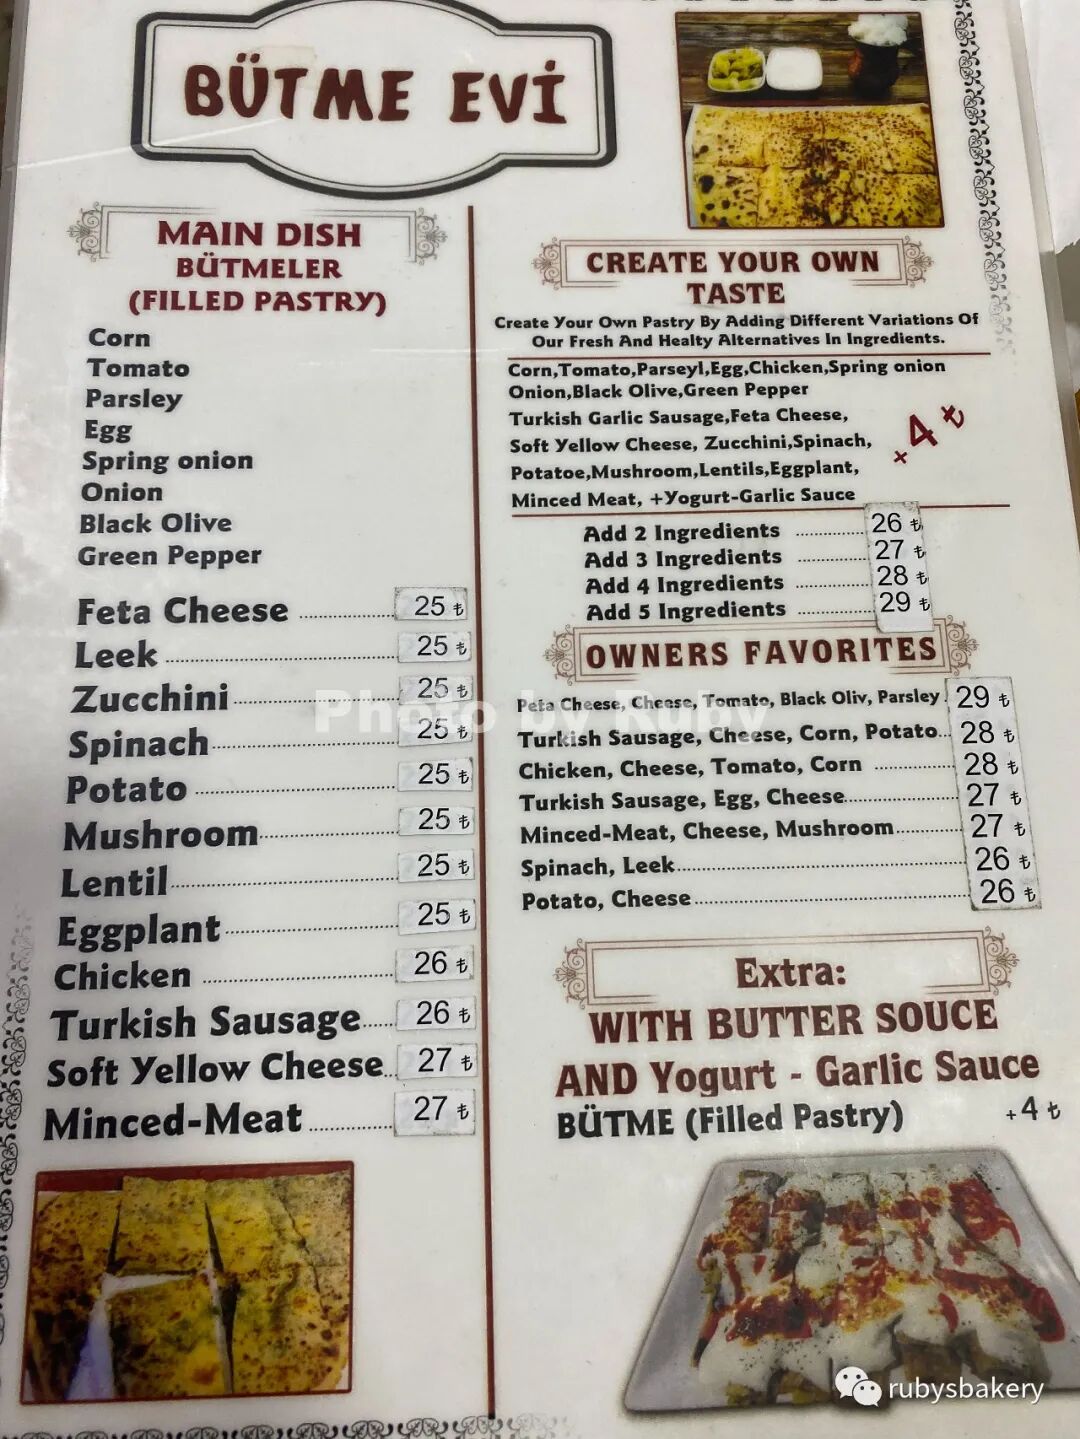 BÜTME EVİ
MAIN DISH
BÜTMELER
(FILLED PASTRY)
Corn
Tomato
Parsley
Egg
Spring onion
Onion
Black Olive
Green Pepper
Feta Cheese 25 ₺
Leek 25 ₺
Zucchini 25 ₺
Spinach 25 ₺
Potato 25 ₺
Mushroom 25 ₺
Lentil 25 ₺
Eggplant 25 ₺
Chicken 26 ₺
Turkish Sausage 26 ₺
Soft Yellow Cheese 27 ₺
Minced-Meat 27 ₺
CREATE YOUR OWN
TASTE
Create Your Own Pastry By Adding Different Variations Of
Our Fresh And Healty Alternatives In Ingredients.
Corn,Tomato,Parseyl,Egg,Chicken,Spring onion
Onion,Black Olive,Green Pepper
Turkish Garlic Sausage,Feta Cheese,
Soft Yellow Cheese, Zucchini,Spinach,
Potatoe,Mushroom,Lentils,Eggplant,
Minced Meat, +Yogurt-Garlic Sauce
+4 ₺
Add 2 Ingredients 26 ₺
Add 3 Ingredients 27 ₺
Add 4 Ingredients 28 ₺
Add 5 Ingredients 29 ₺
OWNERS FAVORITES
Peta Cheese, Cheese, Tomato, Black Oliv, Parsley 29 ₺
Turkish Sausage, Cheese, Corn, Potato 28 ₺
Chicken, Cheese, Tomato, Corn 28 ₺
Turkish Sausage, Egg, Cheese 27 ₺
Minced-Meat, Cheese, Mushroom 27 ₺
Spinach, Leek 26 ₺
Potato, Cheese 26 ₺
Extra:
WITH BUTTER SOUCE
AND Yogurt - Garlic Sauce
BÜTME (Filled Pastry) +4 ₺
Photo by Ruby
rubysbakery